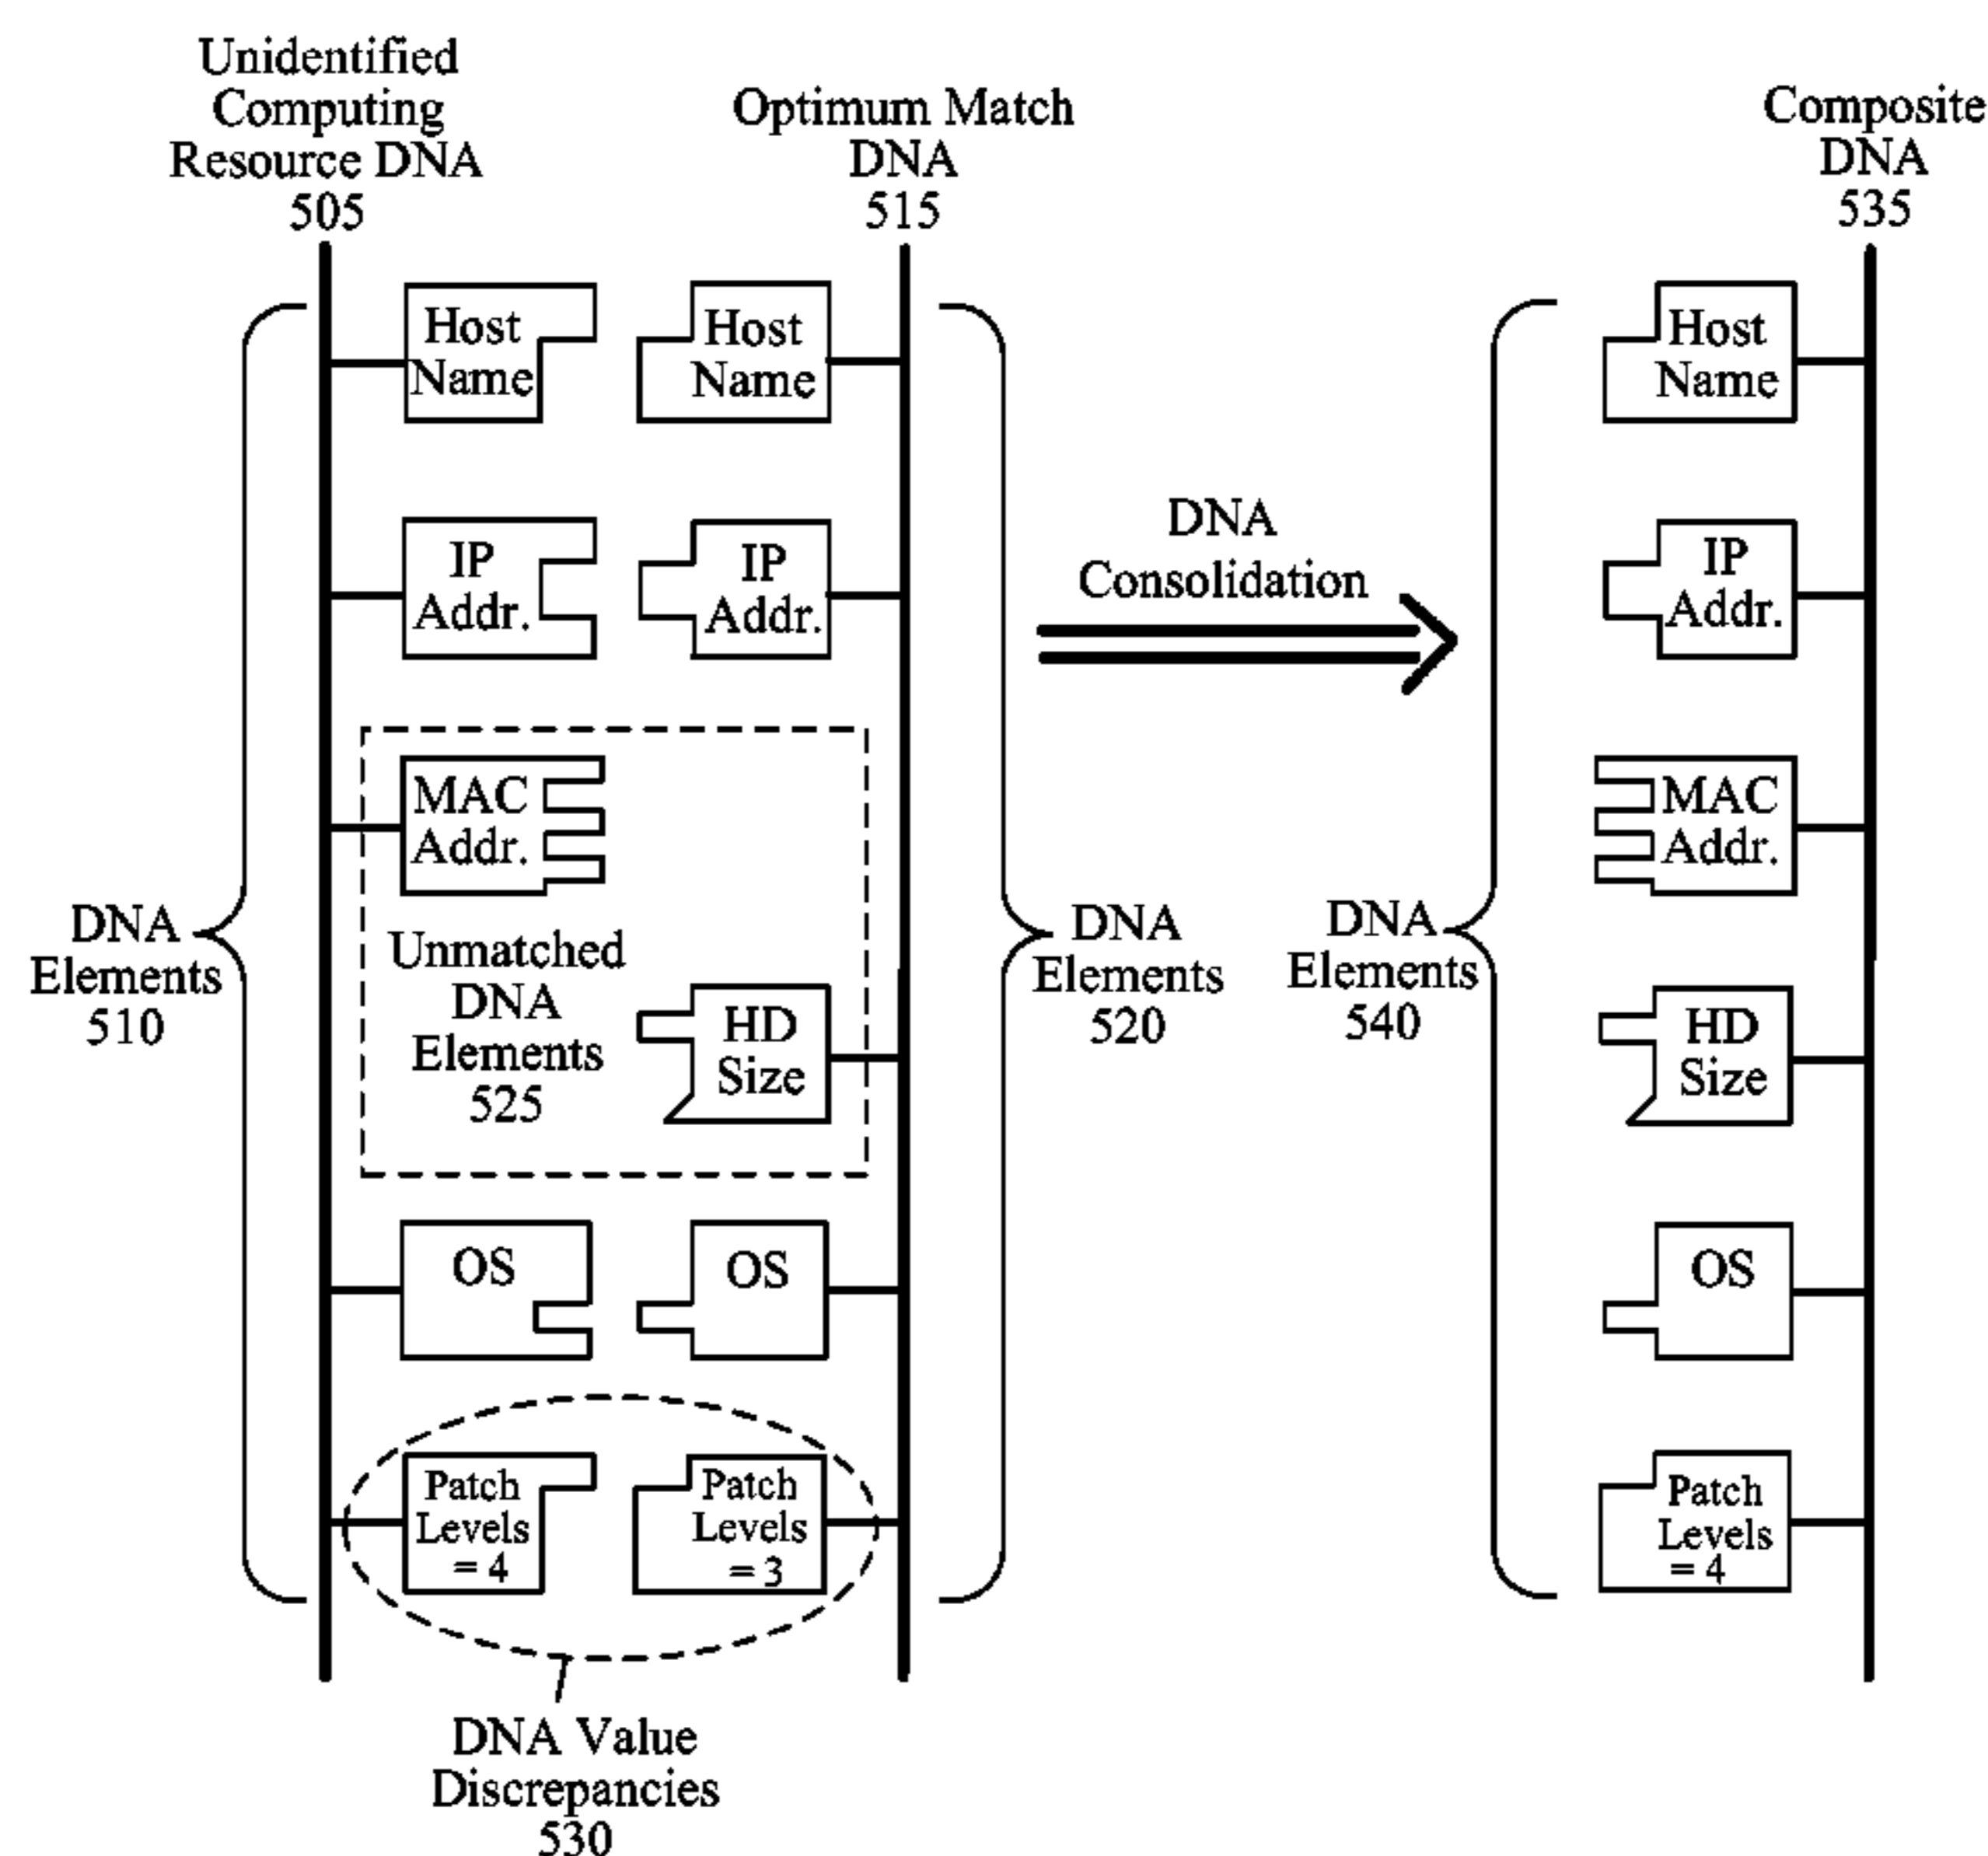 Unidentified
Computing
Resource DNA
505
Optimum Match
DNA
515
Composite
DNA
535
Host
Name
Host
Name
Host
Name
IP
Addr.
IP
Addr.
DNA
Consolidation
IP
Addr.
MAC
Addr.
MAC
Addr.
DNA
Elements
510
Unmatched
DNA
Elements
525
HD
Size
DNA
Elements
520
DNA
Elements
540
HD
Size
OS
OS
OS
Patch
Levels
= 4
Patch
Levels
= 3
Patch
Levels
= 4
DNA Value
Discrepancies
530